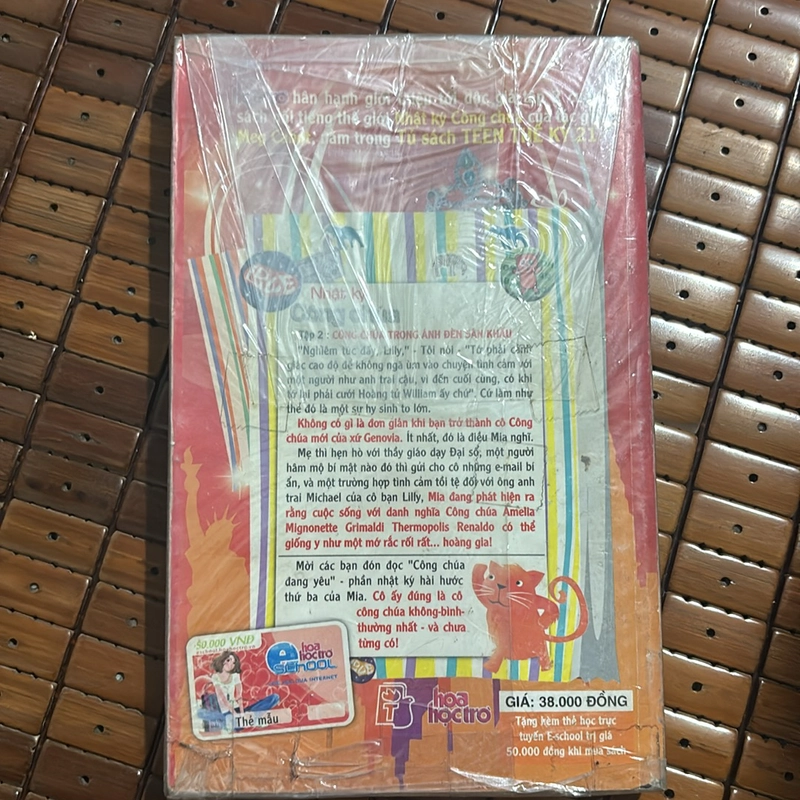 hân hạnh giới thiệu tới độc giả
sách nổi tiếng thế giới Nhật ký Công chúa của tác giả
Meg Cabot, nằm trong Tủ sách TEEN THẾ KỶ 21
Nhật ký
Công chúa
Tập 2 : CÔNG CHÚA TRONG ÁNH ĐÈN SÂN KHẤU
"Nghiêm túc đấy, Lilly," - Tôi nói - "Tớ phải cảnh
giác cao độ để không ngã ùm vào chuyện tình cảm với
một người như anh trai cậu, vì đến cuối cùng, có khi
tớ lại phải cưới Hoàng tử William ấy chứ". Cứ làm như
thể đó là một sự hy sinh to lớn.
Không có gì là đơn giản khi bạn trở thành cô Công
chúa mới của xứ Genovia. Ít nhất, đó là điều Mia nghĩ.
Mẹ thì hẹn hò với thầy giáo dạy Đại số, một người
hâm mộ bí mật nào đó thì gửi cho cô những e-mail bí
ẩn, và một trường hợp tình cảm tồi tệ đối với ông anh
trai Michael của cô bạn Lilly, Mia đang phát hiện ra
rằng cuộc sống với danh nghĩa Công chúa Amelia
Mignonette Grimaldi Thermopolis Renaldo có thể
giống y như một mớ rắc rối rất... hoàng gia!
Mời các bạn đón đọc "Công chúa
đang yêu" - phần nhật ký hài hước
thứ ba của Mia. Cô ấy đúng là cô
công chúa không-bình-
thường nhất - và chưa
từng có!
50.000 VNĐ
e hoa học trò
SCHOOL
INTERNET
Thẻ mẫu
hoa
học trò
GIÁ: 38.000 ĐỒNG
Tặng kèm thẻ học trực
tuyến E-school trị giá
50.000 đồng khi mua sách